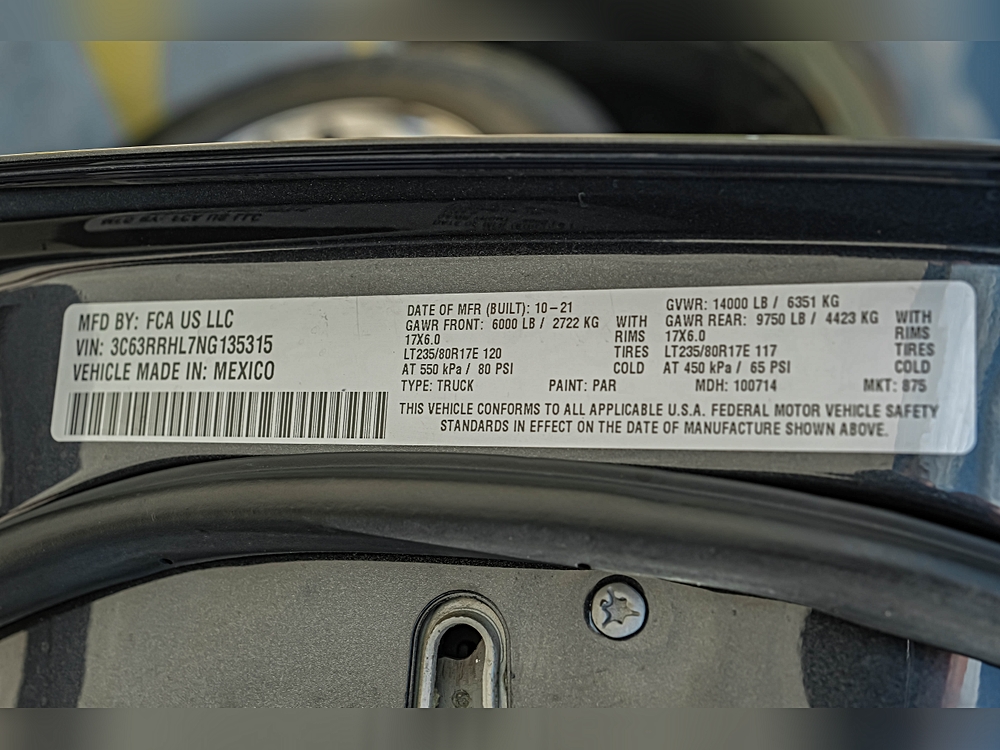 MFD BY: FCA US LLC
VIN: 3C63RRHL7NG135315
VEHICLE MADE IN: MEXICO
DATE OF MFR (BUILT): 10-21
GAWR FRONT: 6000 LB / 2722 KG WITH
17X6.0 RIMS
LT235/80R17E 120 TIRES
AT 550 kPa / 80 PSI COLD
TYPE: TRUCK PAINT: PAR
GVWR: 14000 LB / 6351 KG
GAWR REAR: 9750 LB / 4423 KG WITH
17X6.0 RIMS
LT235/80R17E 117 TIRES
AT 450 kPa / 65 PSI COLD
MDH: 100714 MKT: 875
THIS VEHICLE CONFORMS TO ALL APPLICABLE U.S.A. FEDERAL MOTOR VEHICLE SAFETY
STANDARDS IN EFFECT ON THE DATE OF MANUFACTURE SHOWN ABOVE.